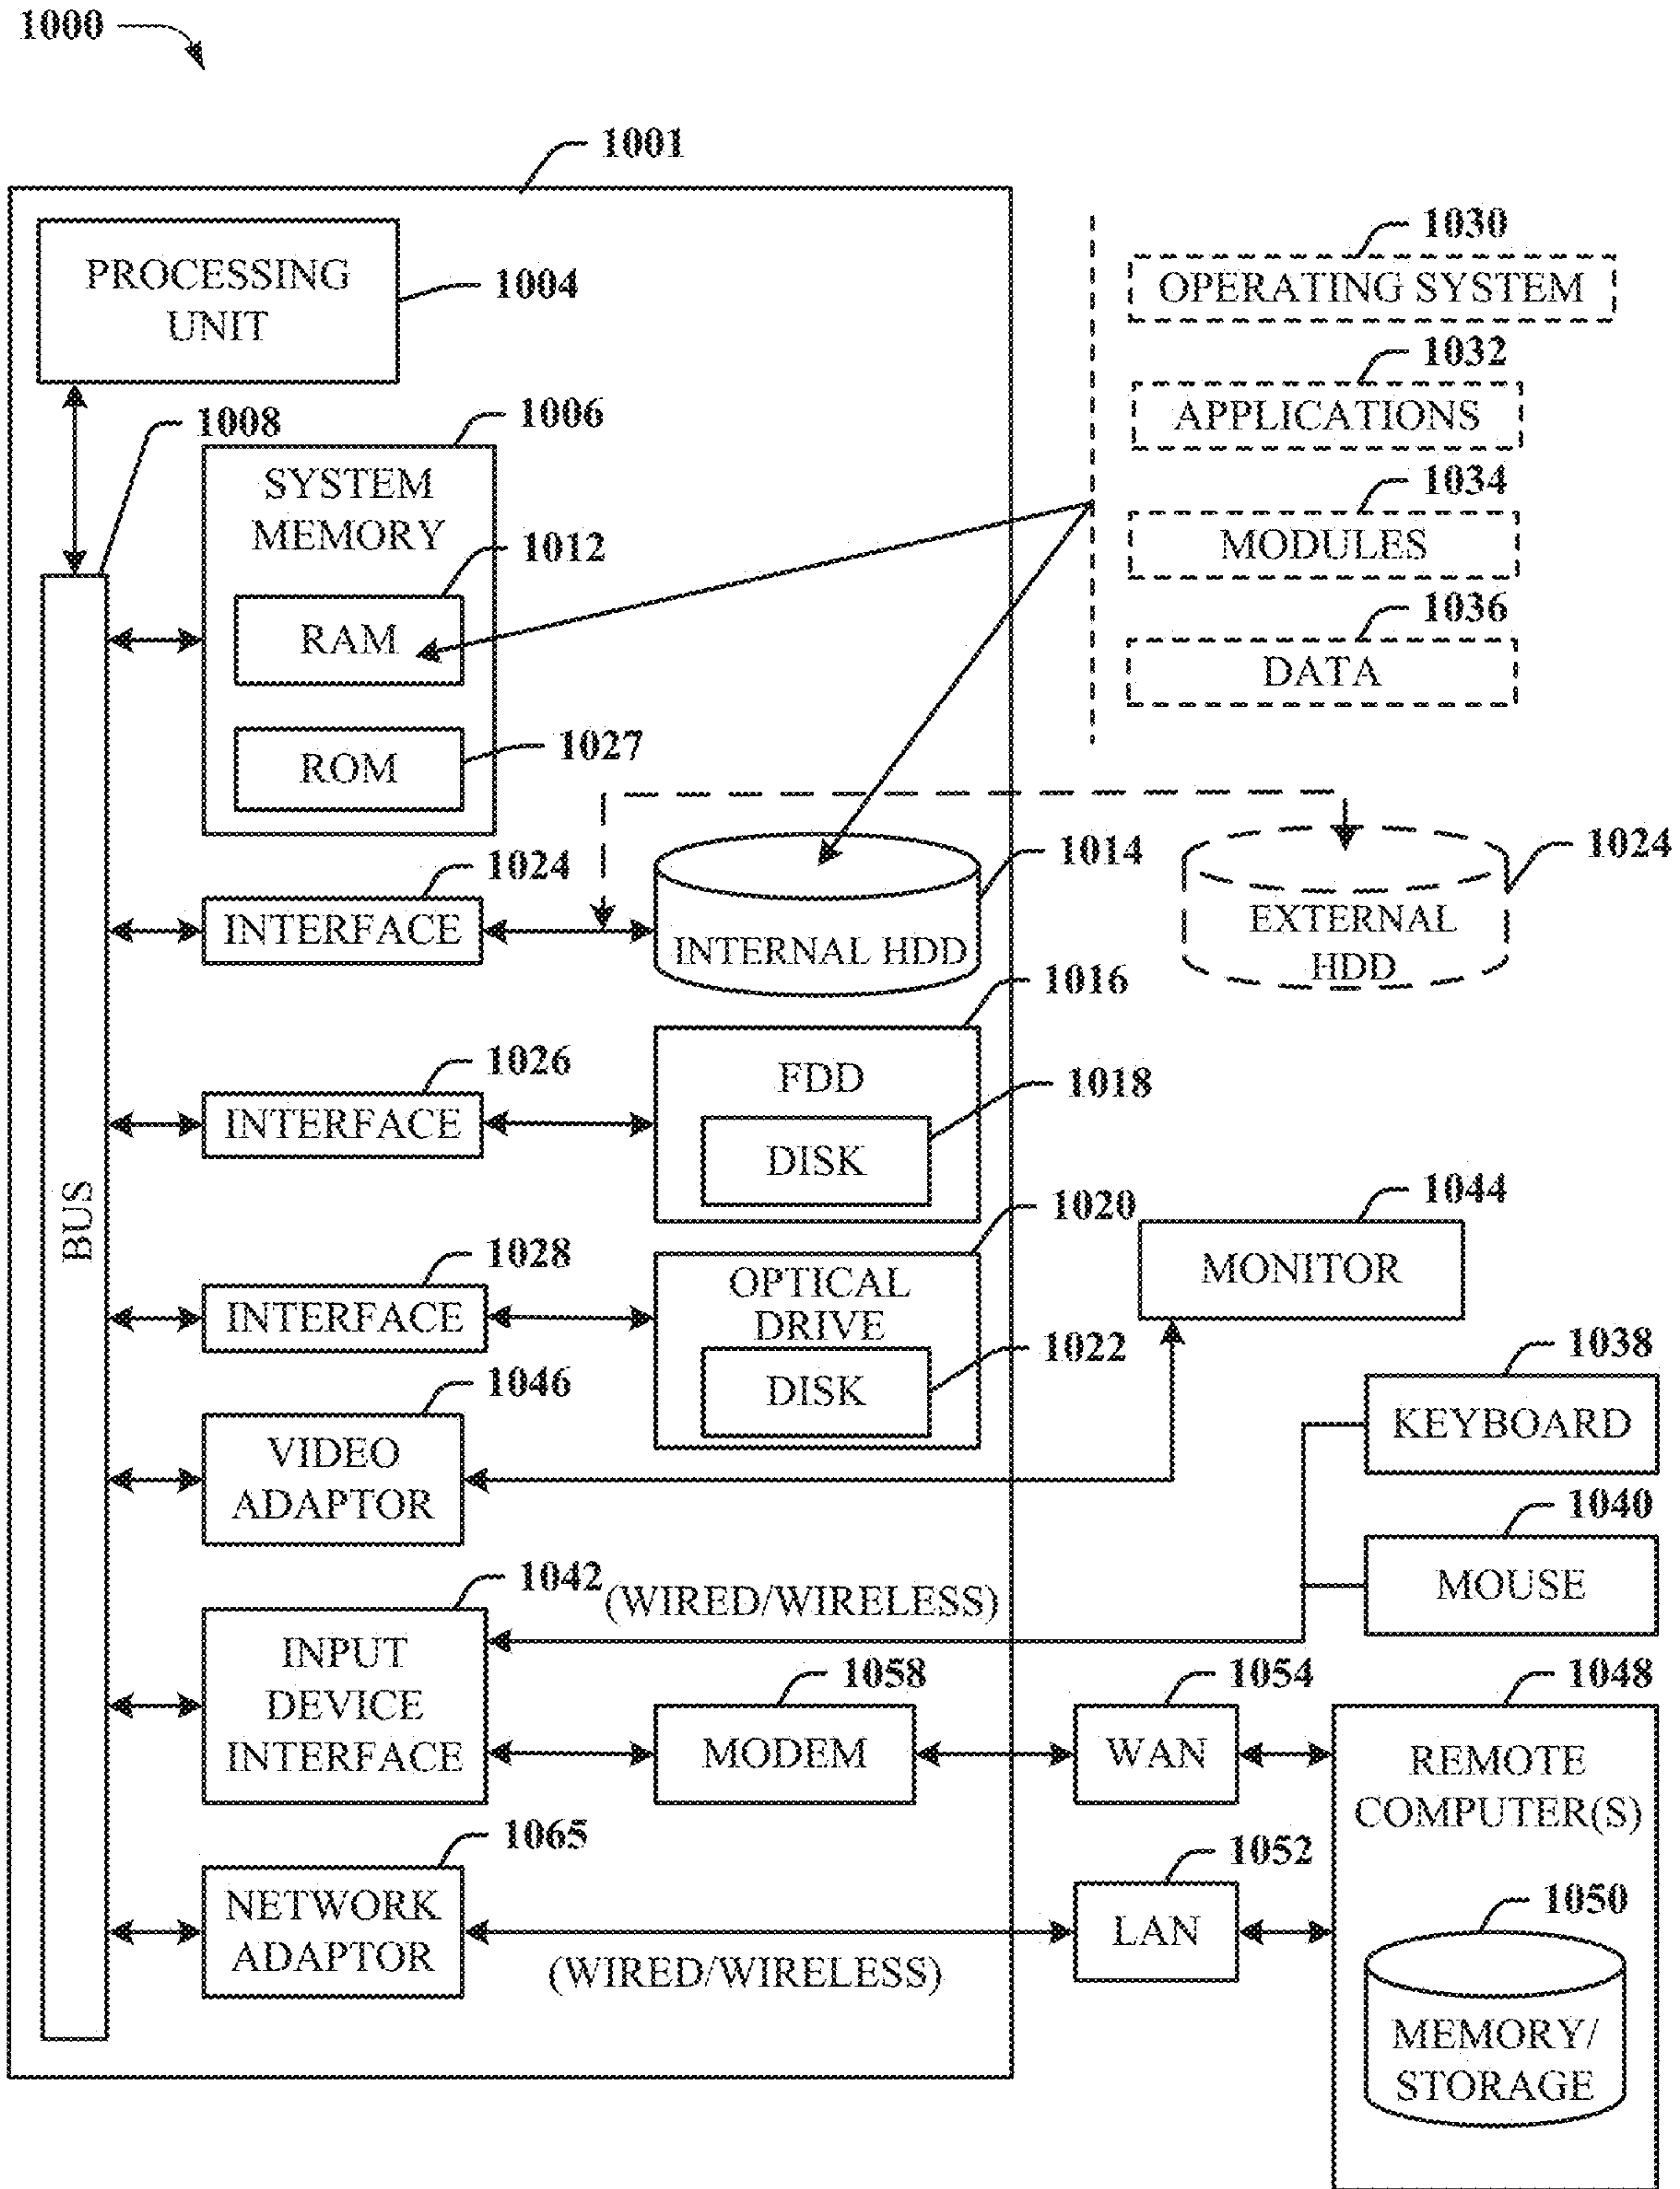 1000
1001
PROCESSING
UNIT
1004
1008
1006
SYSTEM
MEMORY
1012
RAM
1027
ROM
1030
OPERATING SYSTEM
1032
APPLICATIONS
1034
MODULES
1036
DATA
1024
INTERFACE
1014
INTERNAL HDD
1024
EXTERNAL
HDD
1026
INTERFACE
1016
FDD
1018
DISK
BUS
1028
INTERFACE
1020
OPTICAL
DRIVE
1022
DISK
1044
MONITOR
1046
VIDEO
ADAPTOR
1038
KEYBOARD
1040
MOUSE
1042
(WIRED/WIRELESS)
INPUT
DEVICE
INTERFACE
1058
MODEM
1054
WAN
1048
REMOTE
COMPUTER(S)
1065
NETWORK
ADAPTOR
(WIRED/WIRELESS)
1052
LAN
1050
MEMORY/
STORAGE